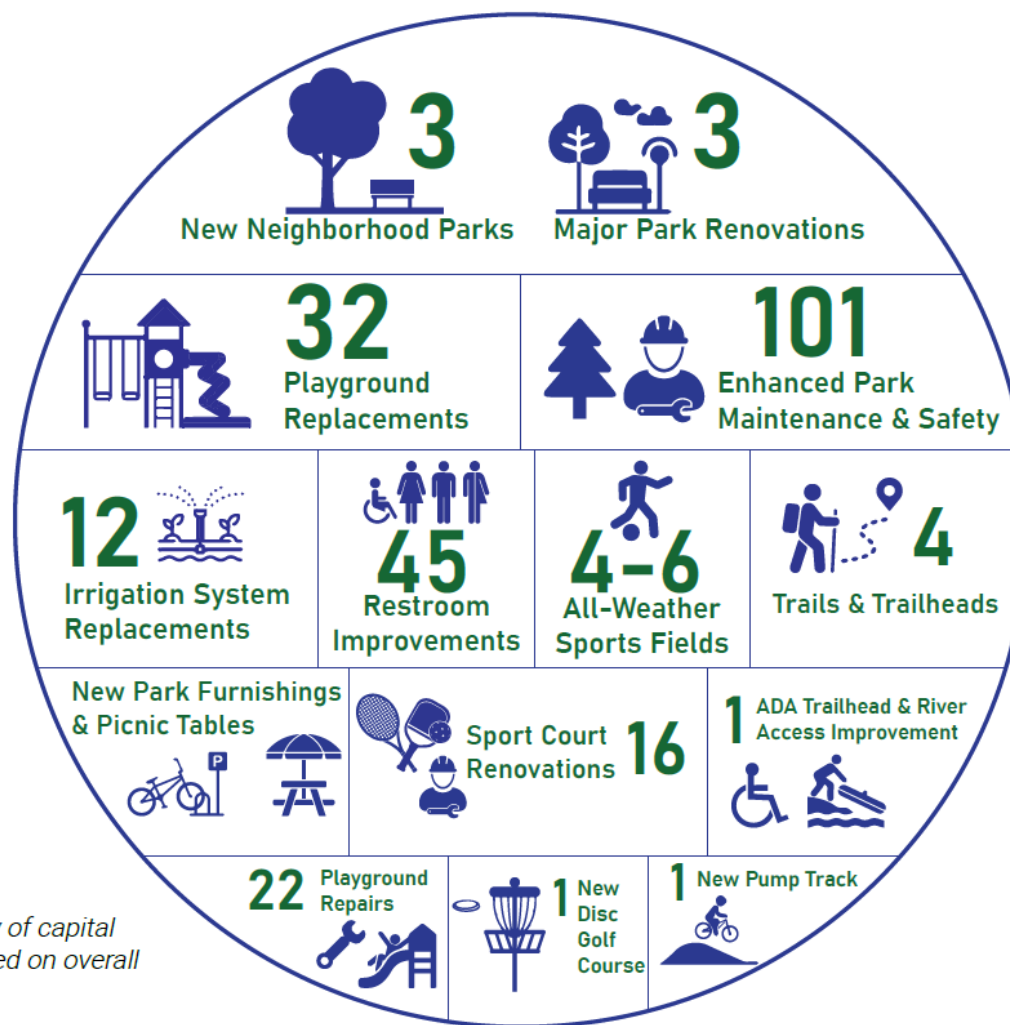 3
New Neighborhood Parks
3
Major Park Renovations
32
Playground
Replacements
101
Enhanced Park
Maintenance & Safety
12
Irrigation System
Replacements
45
Restroom
Improvements
4-6
All-Weather
Sports Fields
4
Trails & Trailheads
New Park Furnishings
& Picnic Tables
P
Sport Court
Renovations
16
1
ADA Trailhead & River
Access Improvement
22
Playground
Repairs
1
New
Disc
Golf
Course
1
New Pump Track
of capital
ed on overall